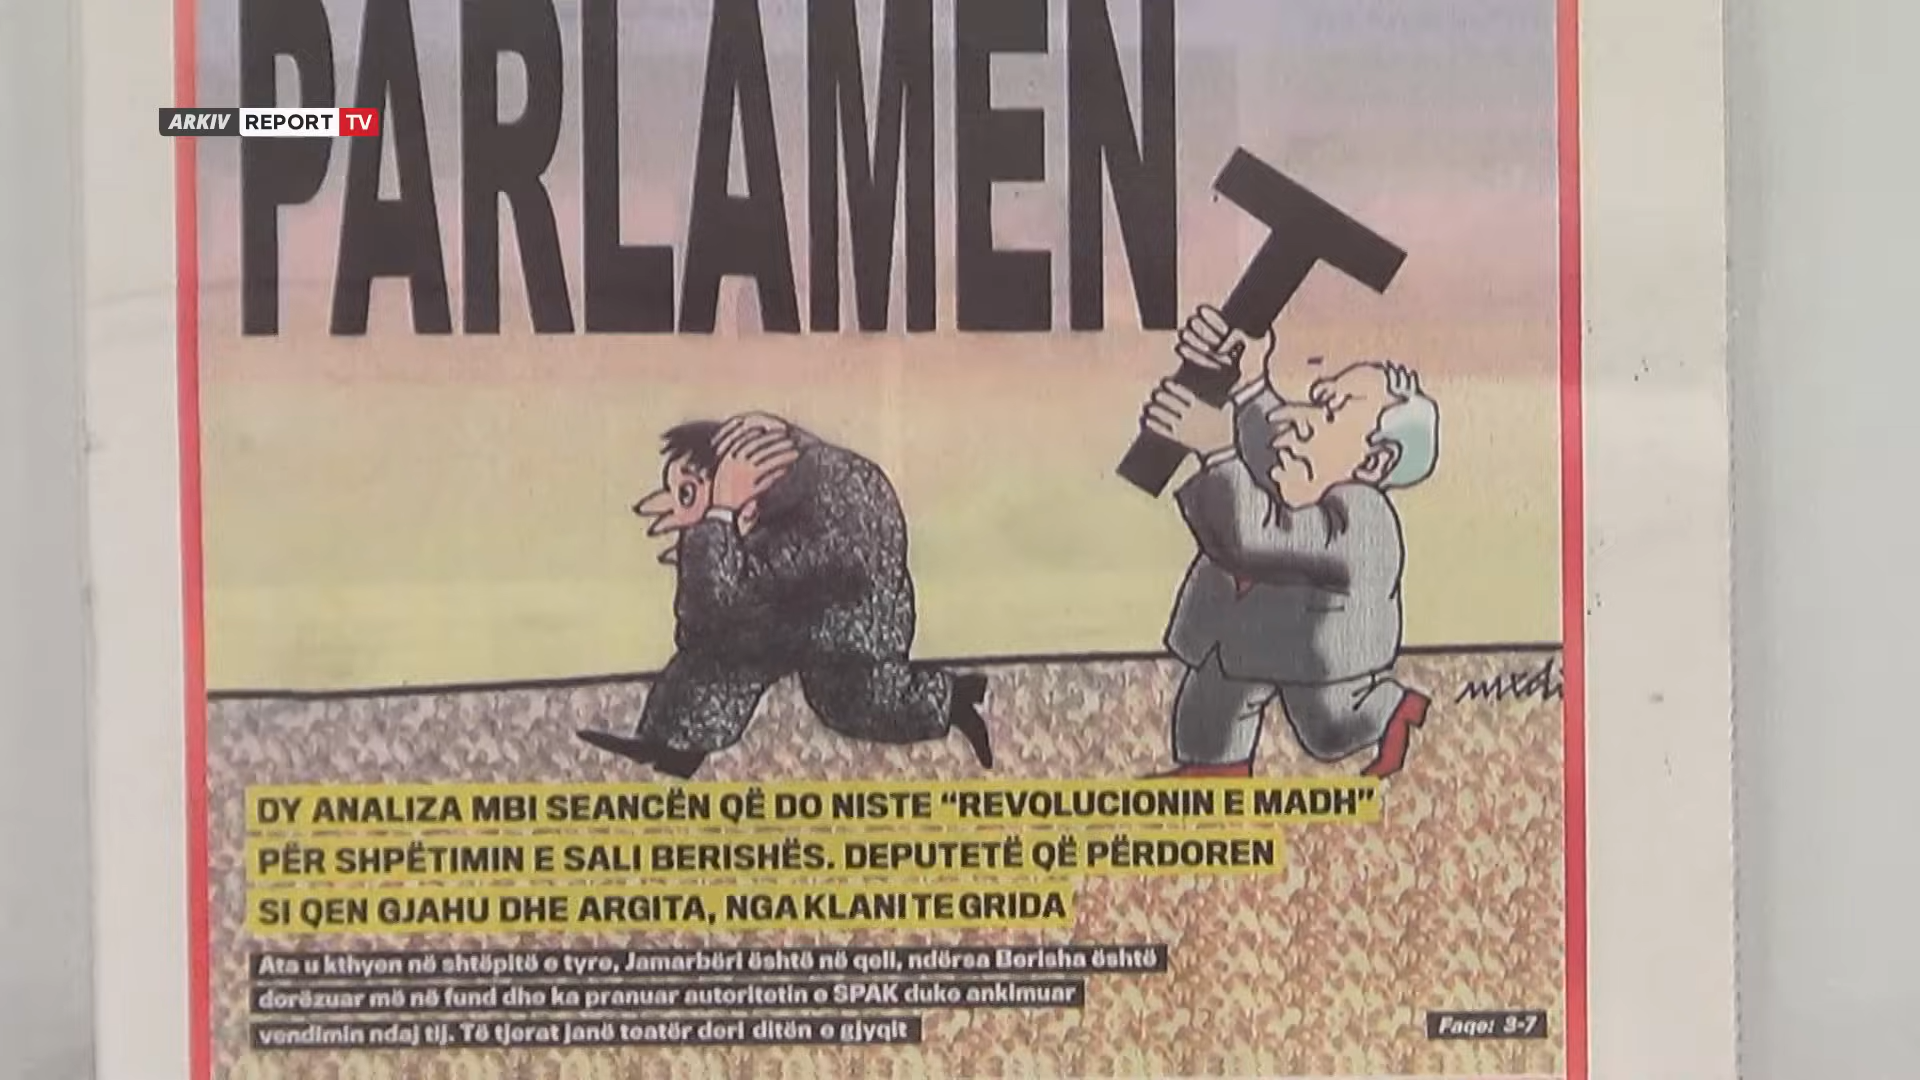 PARLAMENT
ARKIV REPORT TV
DY ANALIZA MBI SEANCËN QË DO NISTE “REVOLUCIONIN E MADH”
PËR SHPËTIMIN E SALI BERISHËS. DEPUTETË QË PËRDOREN
SI QEN GJAHU DHE ARGITA, NGA KLANI TE GRIDA
Ata u kthyen në shtëpitë e tyre, Jamarbëri është në qeli, ndërsa Berisha është
dorëzuar më në fund dhe ka pranuar autoritetin e SPAK duke ankimuar
vendimin ndaj tij. Të tjerat janë teatër deri ditën e gjyqit
Faqe: 3-7